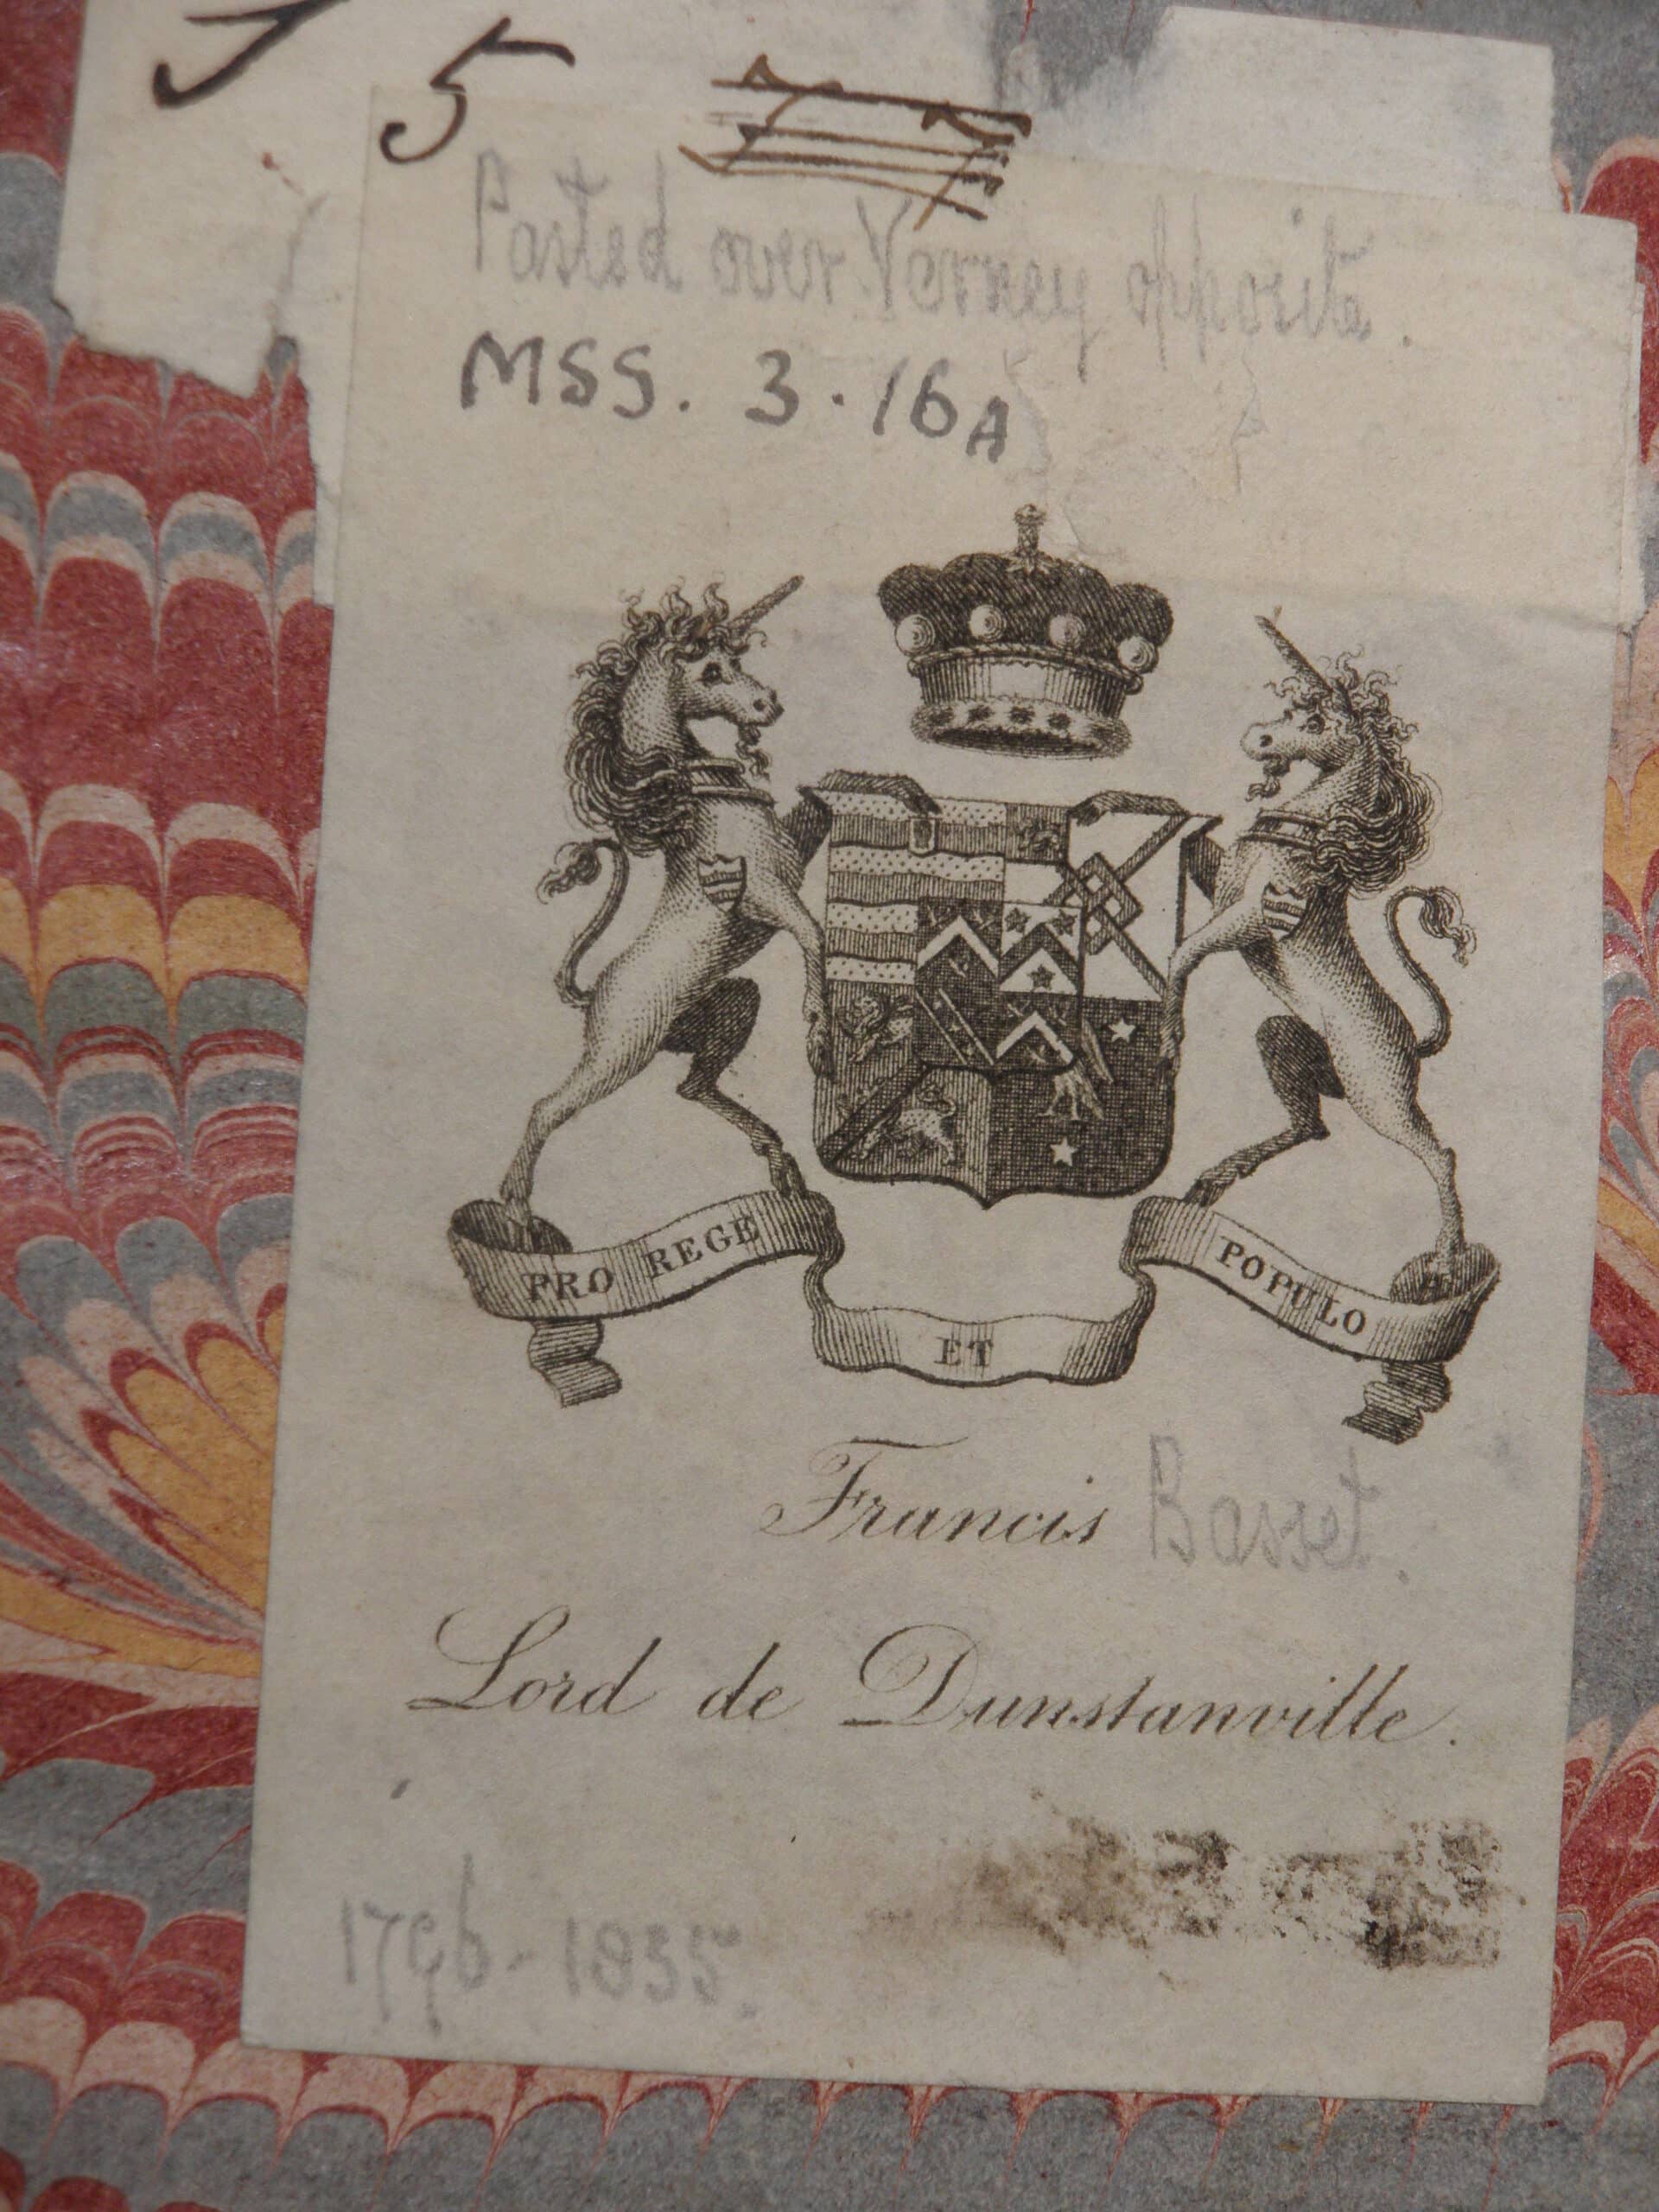 5
Pasted over Verney opposite.
MSS. 3.16A
PRO REGE
ET
POPULO
Francis Basset.
Lord de Dunstanville.
1796-1835.